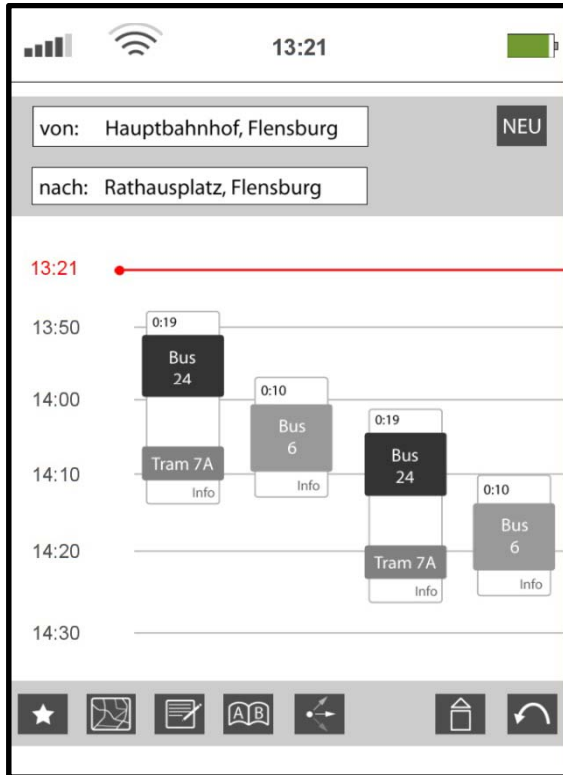 13:21
von: Hauptbahnhof, Flensburg
NEU
nach: Rathausplatz, Flensburg
13:21
13:50
0:19
Bus
24
14:00
0:10
Bus
6
0:19
Bus
24
14:10
Tram 7A
Info
Info
0:10
Bus
6
14:20
Tram 7A
Info
Info
14:30
A B